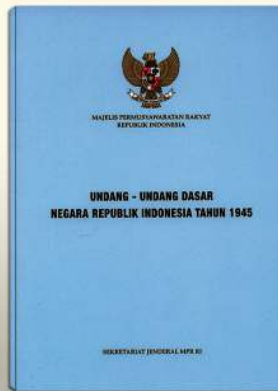 MAJELIS PERMUSYAWARATAN RAKYAT
REPUBLIK INDONESIA
UNDANG - UNDANG DASAR
NEGARA REPUBLIK INDONESIA TAHUN 1945
SEKRETARIAT JENDERAL MPR RI